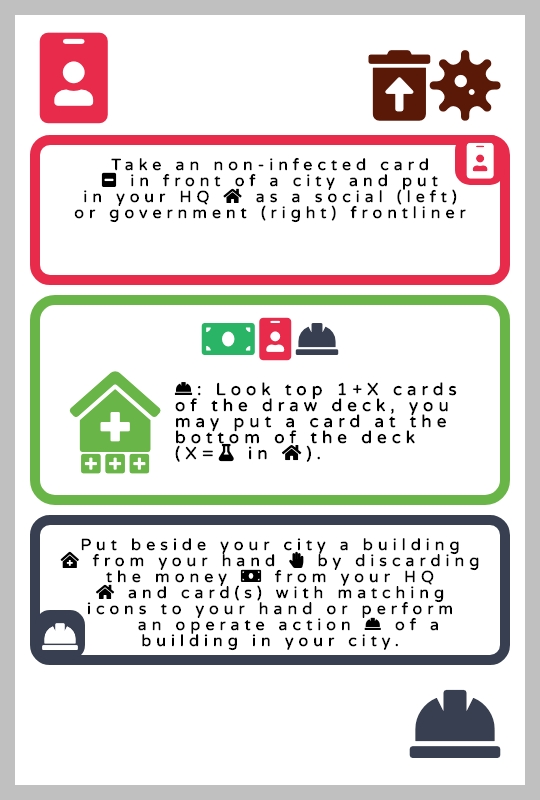 Take an non-infected card
in front of a city and put
in your HQ as a social (left)
or government (right) frontliner
: Look top 1+X cards
of the draw deck, you
may put a card at the
bottom of the deck
(X= in ).
Put beside your city a building
from your hand by discarding
the money from your HQ
and card(s) with matching
icons to your hand or perform
an operate action of a
building in your city.